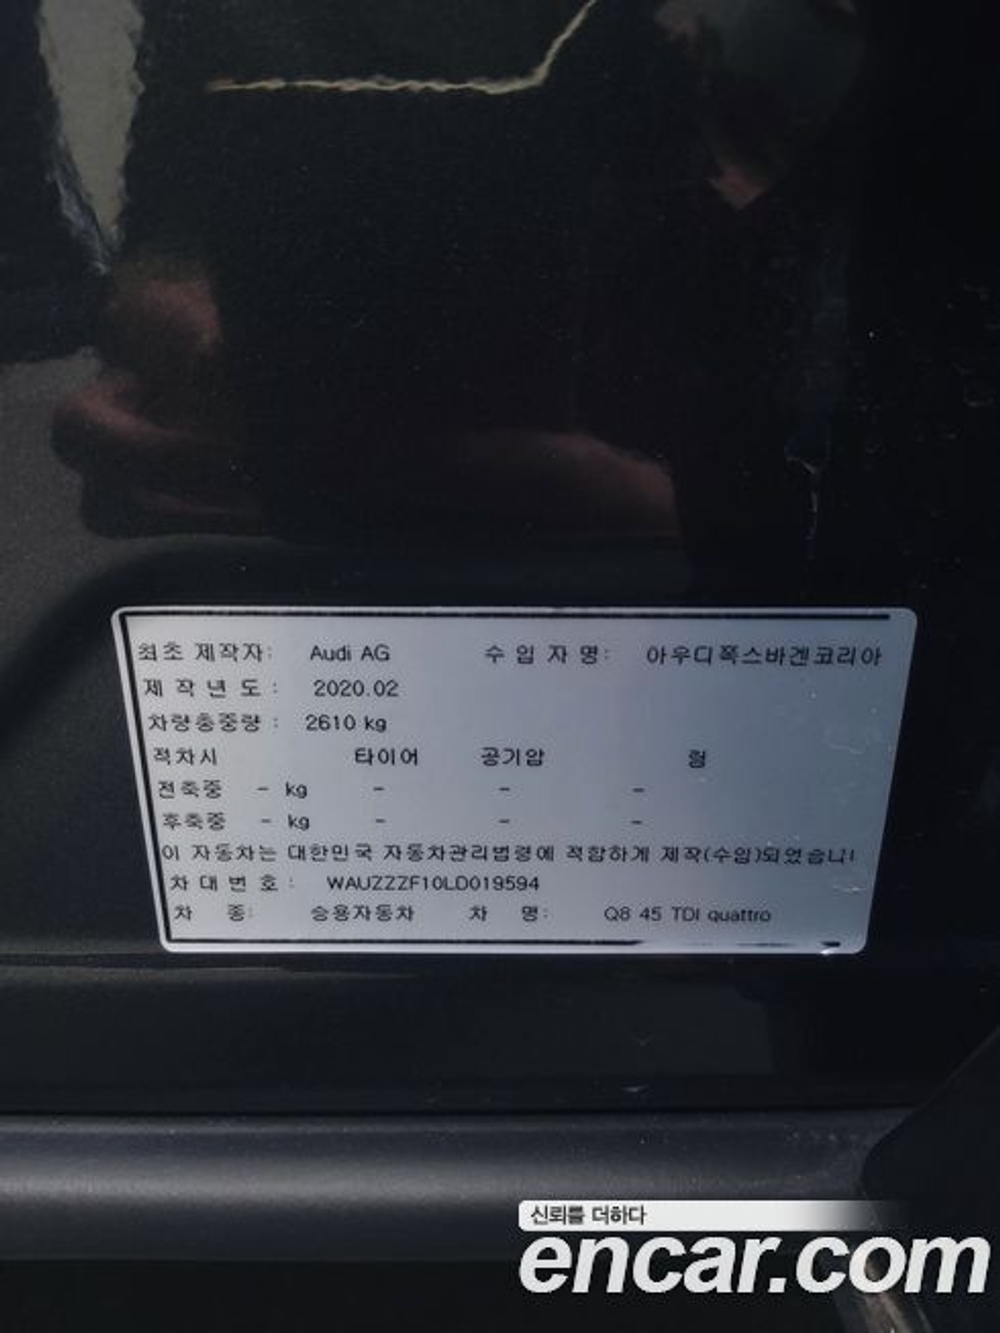 최초 제작자: Audi AG 수 입 자 명: 아우디폭스바겐코리아
제 작 년 도 : 2020.02
차량총중량 : 2610 kg
적차시 타이어 공기압 림
전축중 - kg - - -
후축중 - kg - - -
이 자동차는 대한민국 자동차관리법령에 적합하게 제작(수입)되었습니
차 대 번 호 : WAUZZZF10LD019594
차 종: 승용자동차 차 명: Q8 45 TDI quattro
신뢰를 더하다
encar.com